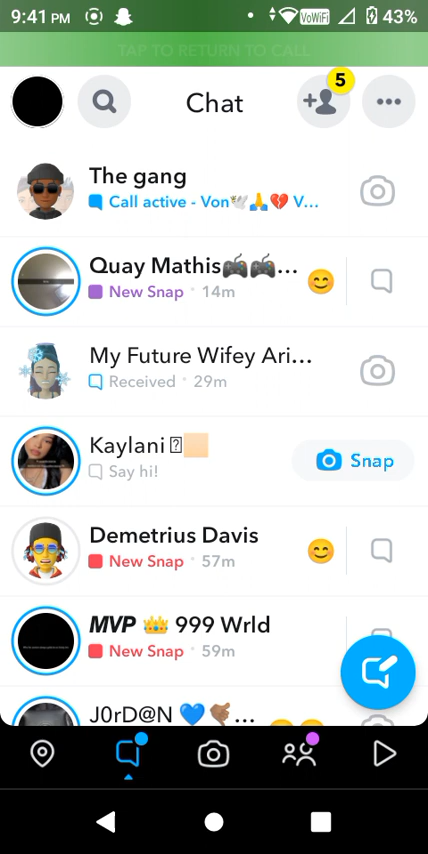 9:41 PM VoWiFi 43%
TAP TO RETURN TO CALL
Chat
5
The gang
Call active - Von🕊️🙏💔 V...
Quay Mathis🎮🎮...
New Snap · 14m
My Future Wifey Ari...
Received · 29m
Kaylani
Say hi!
Snap
Demetrius Davis
New Snap · 57m
MVP 👑 999 Wrld
New Snap · 59m
J0rD@N 💙🤙🏽...